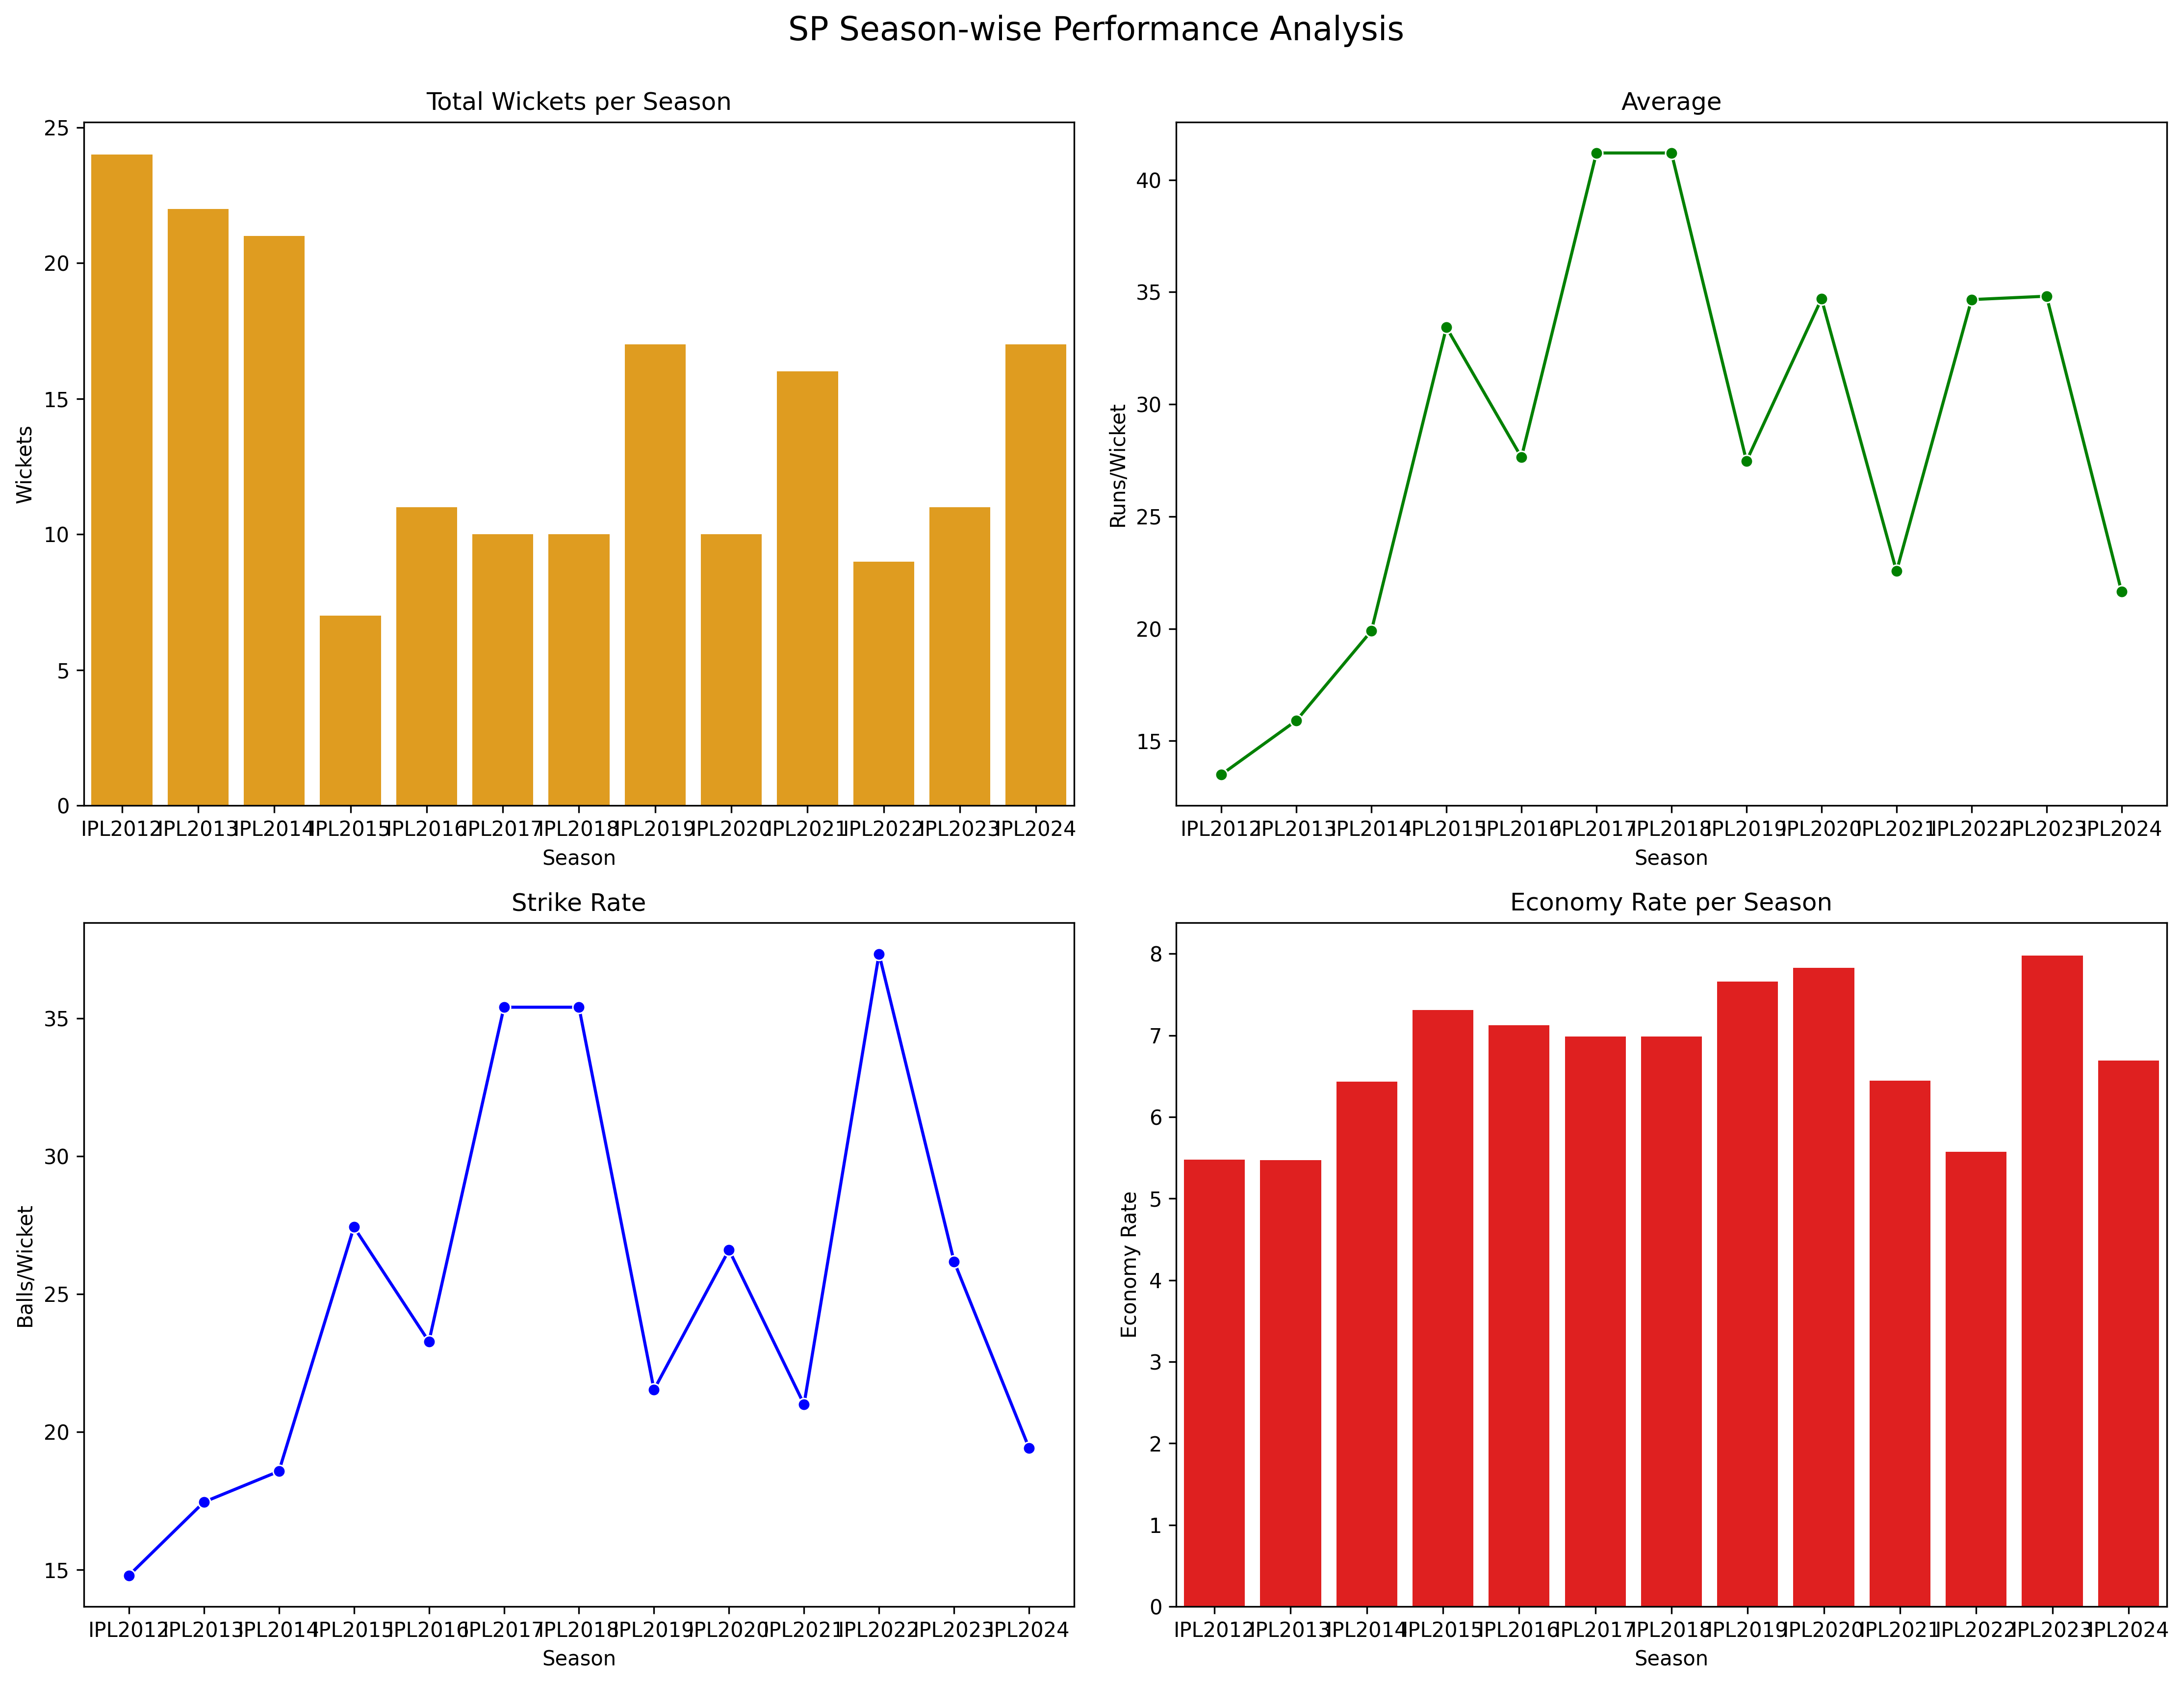 SP Season-wise Performance Analysis
Total Wickets per Season
25
20
15
10
5
0
Wickets
IPL2012 IPL2013 IPL2014 IPL2015 IPL2016 IPL2017 IPL2018 IPL2019 IPL2020 IPL2021 IPL2022 IPL2023 IPL2024
Season
Average
40
35
30
25
20
15
Runs/Wicket
IPL2012 IPL2013 IPL2014 IPL2015 IPL2016 IPL2017 IPL2018 IPL2019 IPL2020 IPL2021 IPL2022 IPL2023 IPL2024
Season
Strike Rate
35
30
25
20
15
Balls/Wicket
IPL2012 IPL2013 IPL2014 IPL2015 IPL2016 IPL2017 IPL2018 IPL2019 IPL2020 IPL2021 IPL2022 IPL2023 IPL2024
Season
Economy Rate per Season
8
7
6
5
4
3
2
1
0
Economy Rate
IPL2012 IPL2013 IPL2014 IPL2015 IPL2016 IPL2017 IPL2018 IPL2019 IPL2020 IPL2021 IPL2022 IPL2023 IPL2024
Season